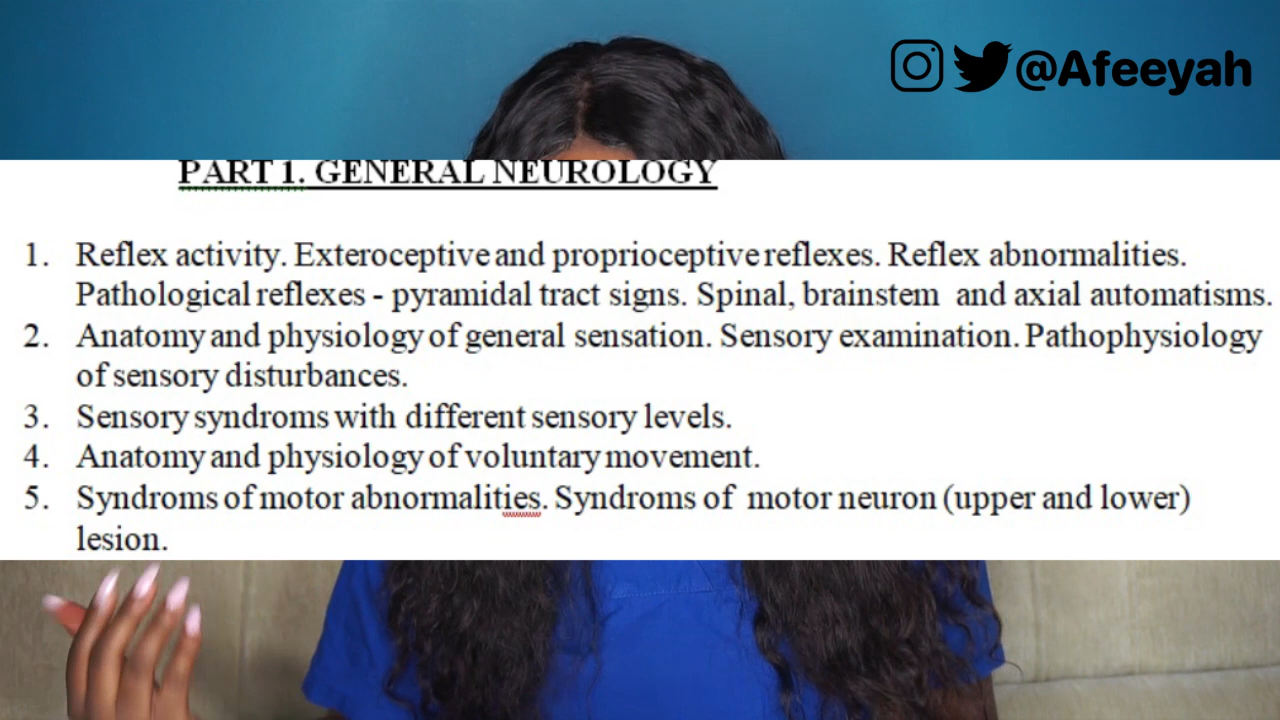 @Afeeyah
PART 1. GENERAL NEUROLOGY
1. Reflex activity. Exteroceptive and proprioceptive reflexes. Reflex abnormalities.
Pathological reflexes - pyramidal tract signs. Spinal, brainstem and axial automatisms.
2. Anatomy and physiology of general sensation. Sensory examination. Pathophysiology
of sensory disturbances.
3. Sensory syndroms with different sensory levels.
4. Anatomy and physiology of voluntary movement.
5. Syndroms of motor abnormalities. Syndroms of motor neuron (upper and lower)
lesion.